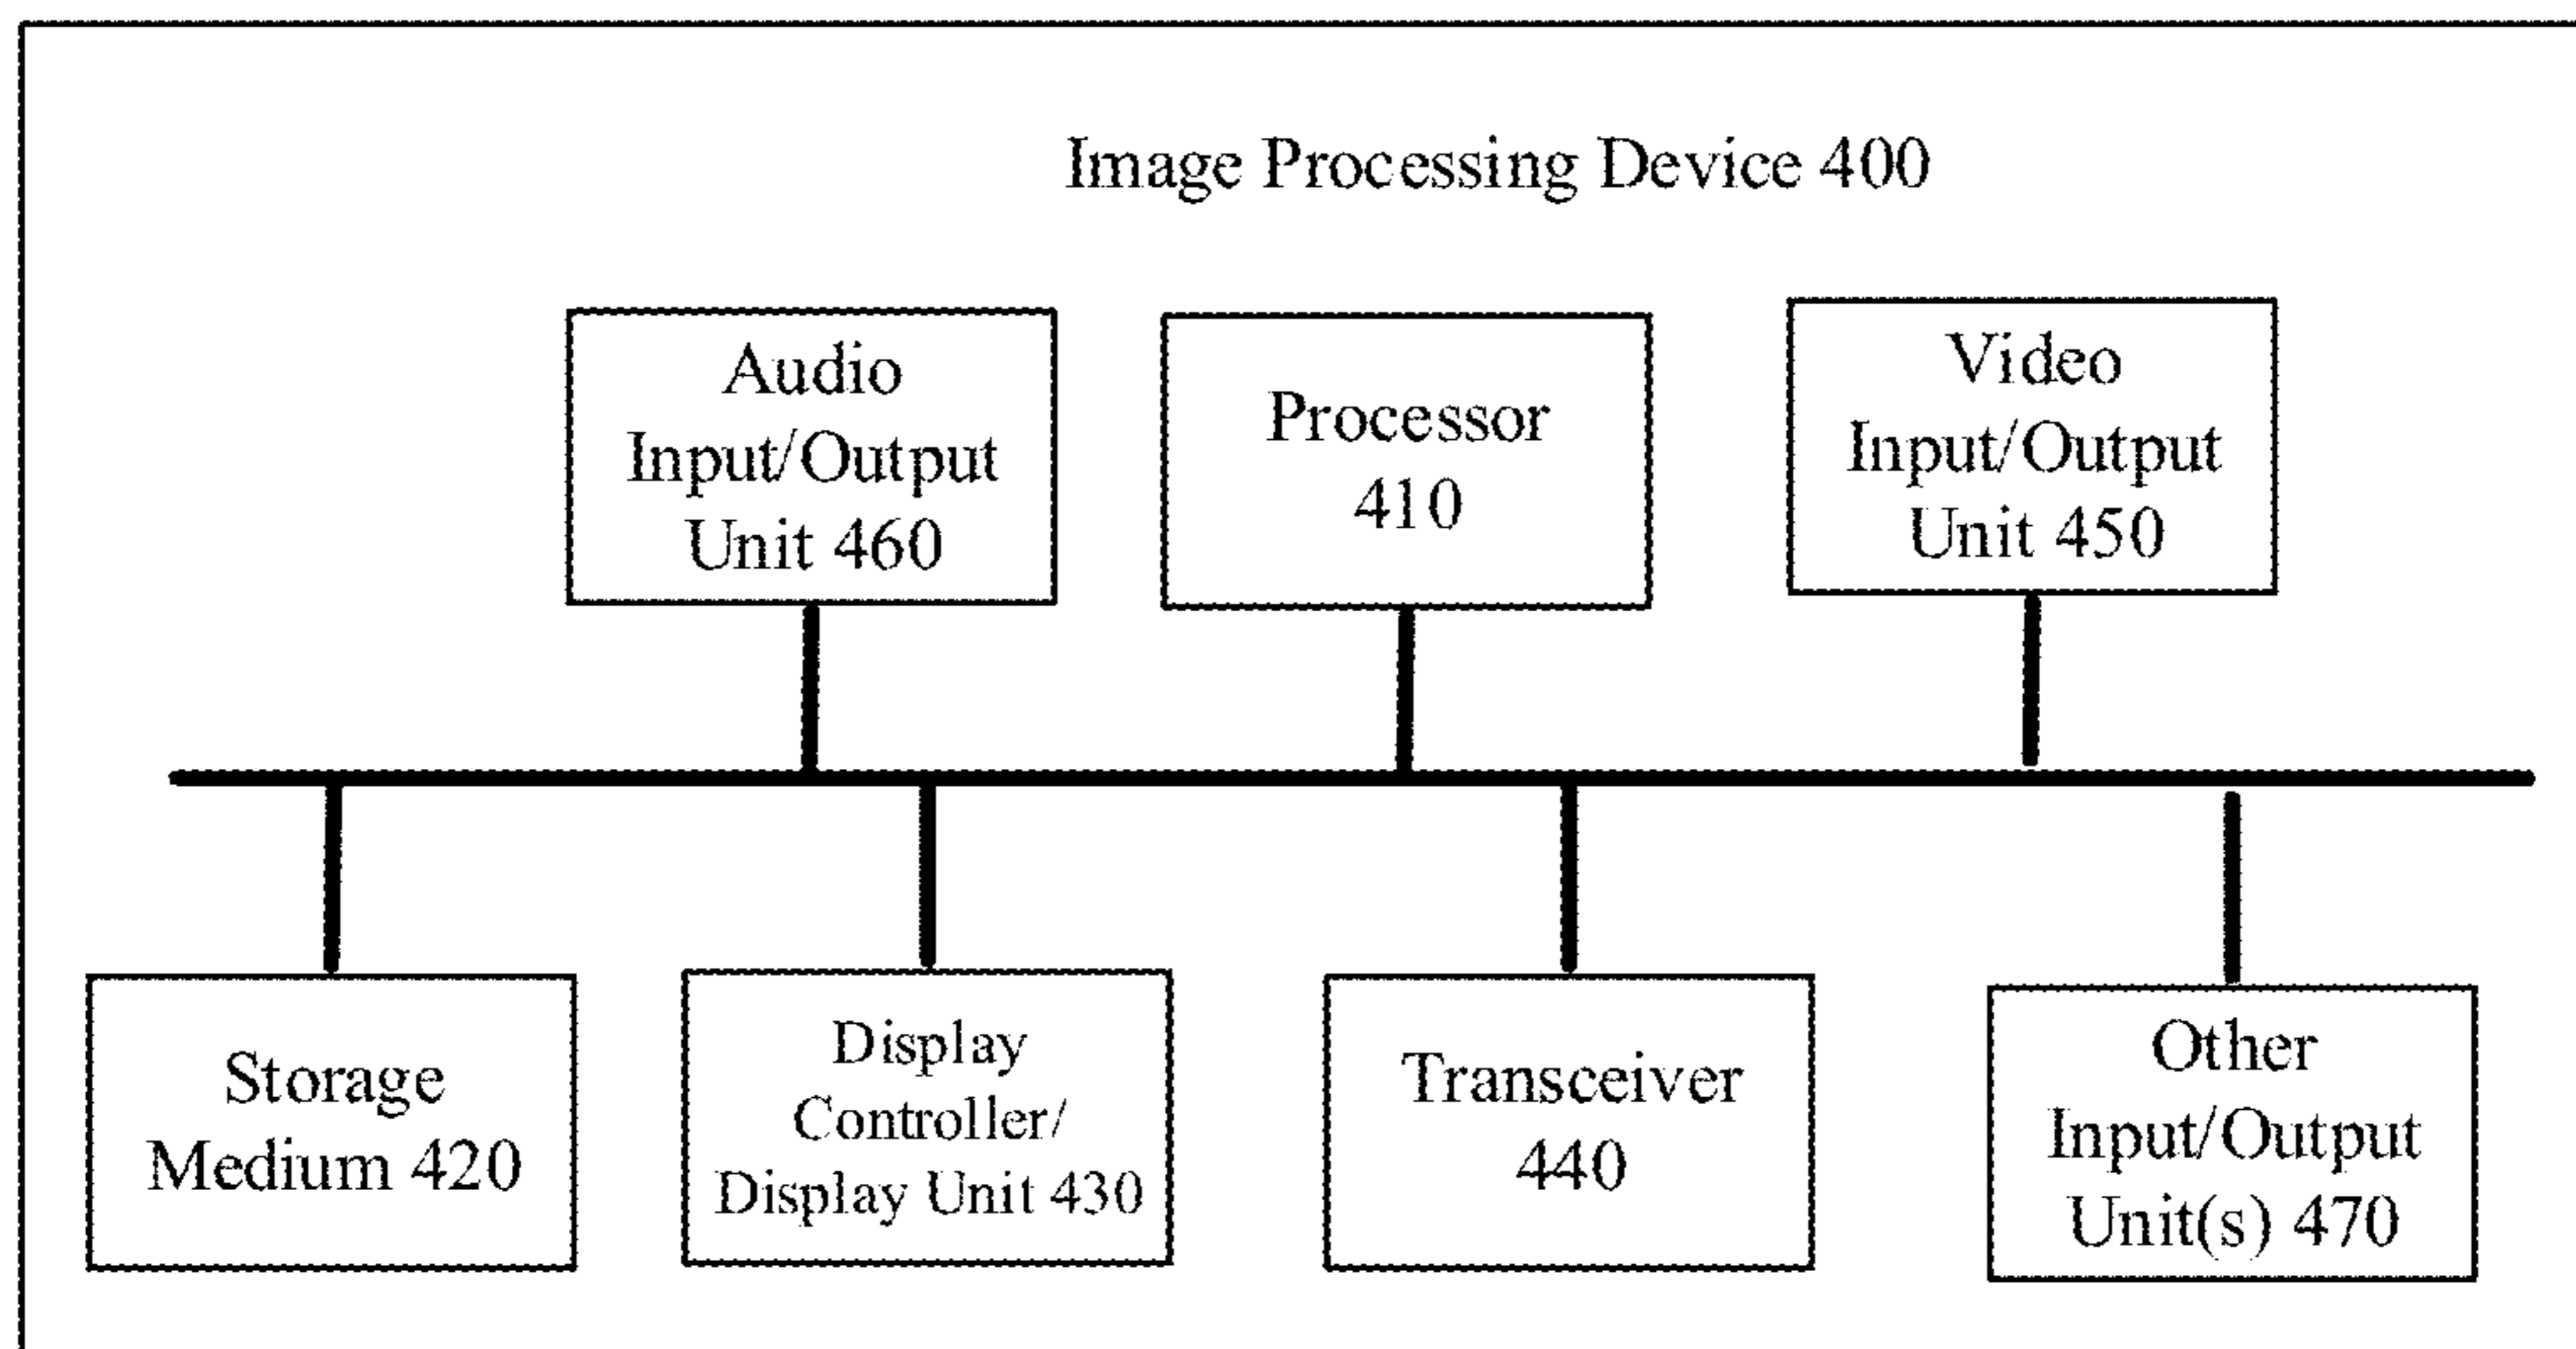 Image Processing Device 400
Audio
Input/Output
Unit 460
Processor
410
Video
Input/Output
Unit 450
Storage
Medium 420
Display
Controller/
Display Unit 430
Transceiver
440
Other
Input/Output
Unit(s) 470